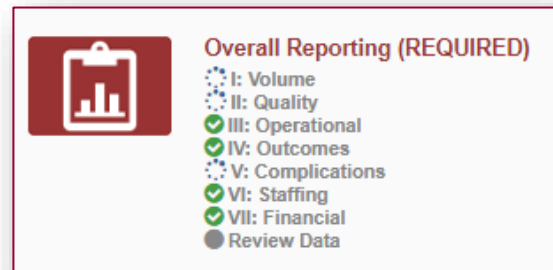 Overall Reporting (REQUIRED)
I: Volume
II: Quality
III: Operational
IV: Outcomes
V: Complications
VI: Staffing
VII: Financial
Review Data